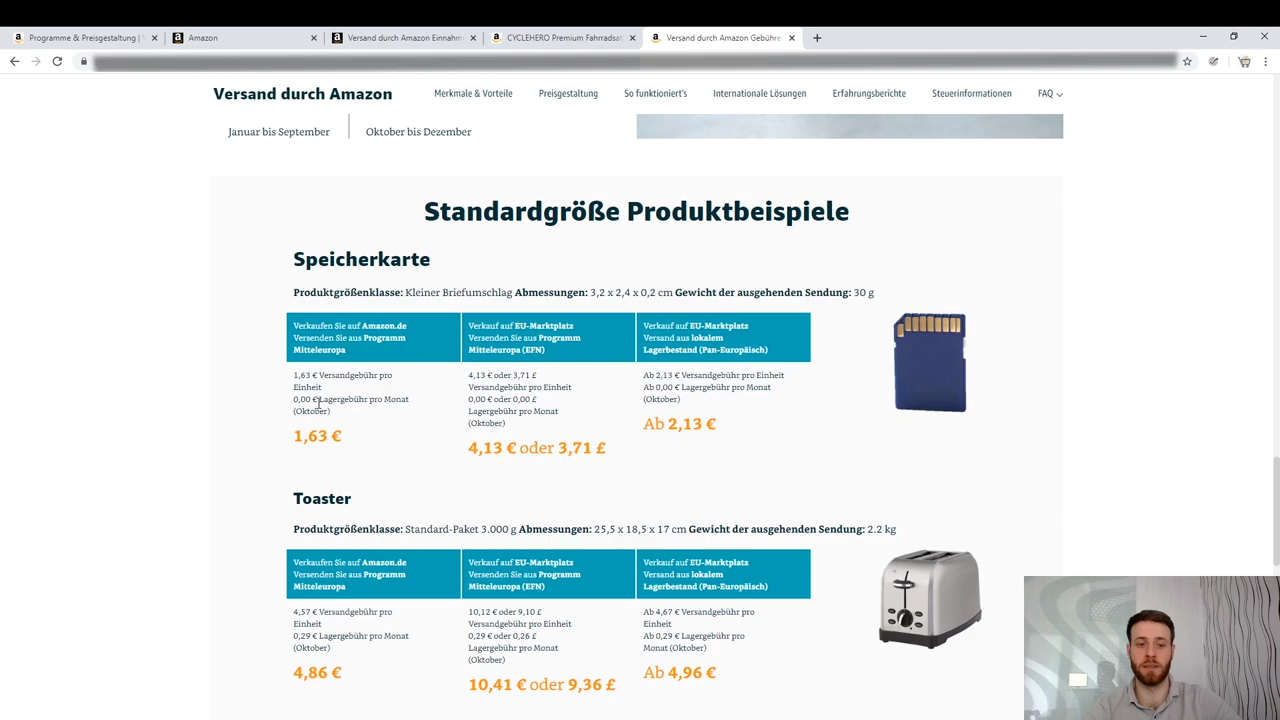 Programme & Preisgestaltung |
Amazon
Versand durch Amazon Einnahm
CYCLEHERO Premium Fahrradsat
Versand durch Amazon Gebühre
Versand durch Amazon
Merkmale & Vorteile
Preisgestaltung
So funktioniert's
Internationale Lösungen
Erfahrungsberichte
Steuerinformationen
FAQ
Januar bis September
Oktober bis Dezember
Standardgröße Produktbeispiele
Speicherkarte
Produktgrößenklasse: Kleiner Briefumschlag Abmessungen: 3,2 x 2,4 x 0,2 cm Gewicht der ausgehenden Sendung: 30 g
Verkaufen Sie auf Amazon.de
Versenden Sie aus Programm
Mitteleuropa
Verkauf auf EU-Marktplatz
Versenden Sie aus Programm
Mitteleuropa (EFN)
Verkauf auf EU-Marktplatz
Versand aus lokalem
Lagerbestand (Pan-Europäisch)
1,63 € Versandgebühr pro
Einheit
0,00 € Lagergebühr pro Monat
(Oktober)
1,63 €
4,13 € oder 3,71 £
Versandgebühr pro Einheit
0,00 € oder 0,00 £
Lagergebühr pro Monat
(Oktober)
4,13 € oder 3,71 £
Ab 2,13 € Versandgebühr pro Einheit
Ab 0,00 € Lagergebühr pro Monat
(Oktober)
Ab 2,13 €
Toaster
Produktgrößenklasse: Standard-Paket 3.000 g Abmessungen: 25,5 x 18,5 x 17 cm Gewicht der ausgehenden Sendung: 2.2 kg
Verkaufen Sie auf Amazon.de
Versenden Sie aus Programm
Mitteleuropa
Verkauf auf EU-Marktplatz
Versenden Sie aus Programm
Mitteleuropa (EFN)
Verkauf auf EU-Marktplatz
Versand aus lokalem
Lagerbestand (Pan-Europäisch)
4,57 € Versandgebühr pro
Einheit
0,29 € Lagergebühr pro Monat
(Oktober)
4,86 €
10,12 € oder 9,10 £
Versandgebühr pro Einheit
0,29 € oder 0,26 £
Lagergebühr pro Monat
(Oktober)
10,41 € oder 9,36 £
Ab 4,67 € Versandgebühr pro
Einheit
Ab 0,29 € Lagergebühr pro
Monat (Oktober)
Ab 4,96 €